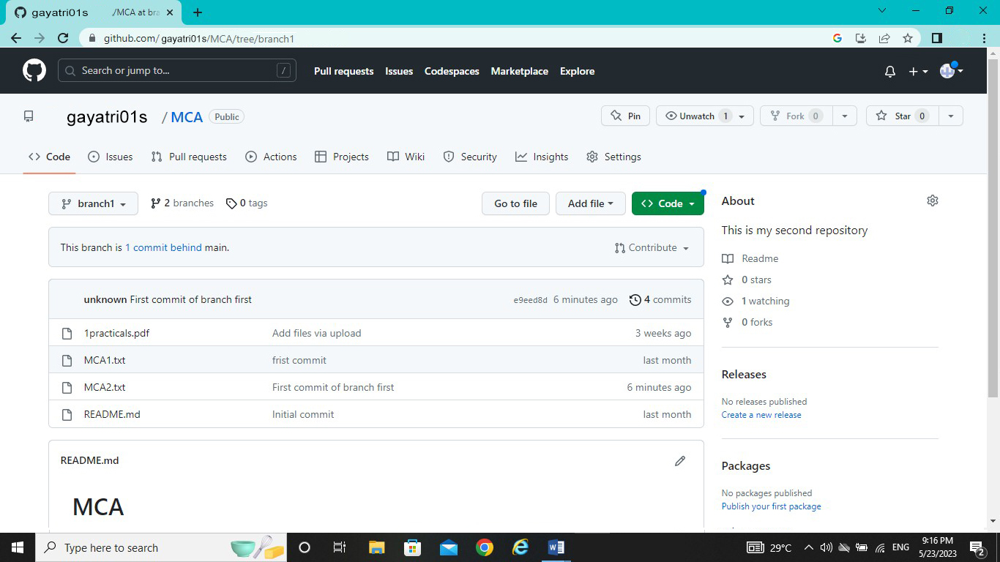 gayatri01s ./MCA at bra
github.com/ gayatri01s/MCA/tree/branch1
Search or jump to... /
Pull requests Issues Codespaces Marketplace Explore
gayatri01s / MCA Public
Pin Unwatch 1 Fork 0 Star 0
Code Issues Pull requests Actions Projects Wiki Security Insights Settings
branch1 2 branches 0 tags Go to file Add file <> Code
About
This is my second repository
This branch is 1 commit behind main. Contribute
Readme
0 stars
1 watching
0 forks
unknown First commit of branch first e9eed8d 6 minutes ago 4 commits
1practicals.pdf Add files via upload 3 weeks ago
MCA1.txt frist commit last month
MCA2.txt First commit of branch first 6 minutes ago
README.md Initial commit last month
Releases
No releases published
Create a new release
README.md
MCA
Packages
No packages published
Publish your first package
Type here to search
29°C
ENG
9:16 PM
5/23/2023
2